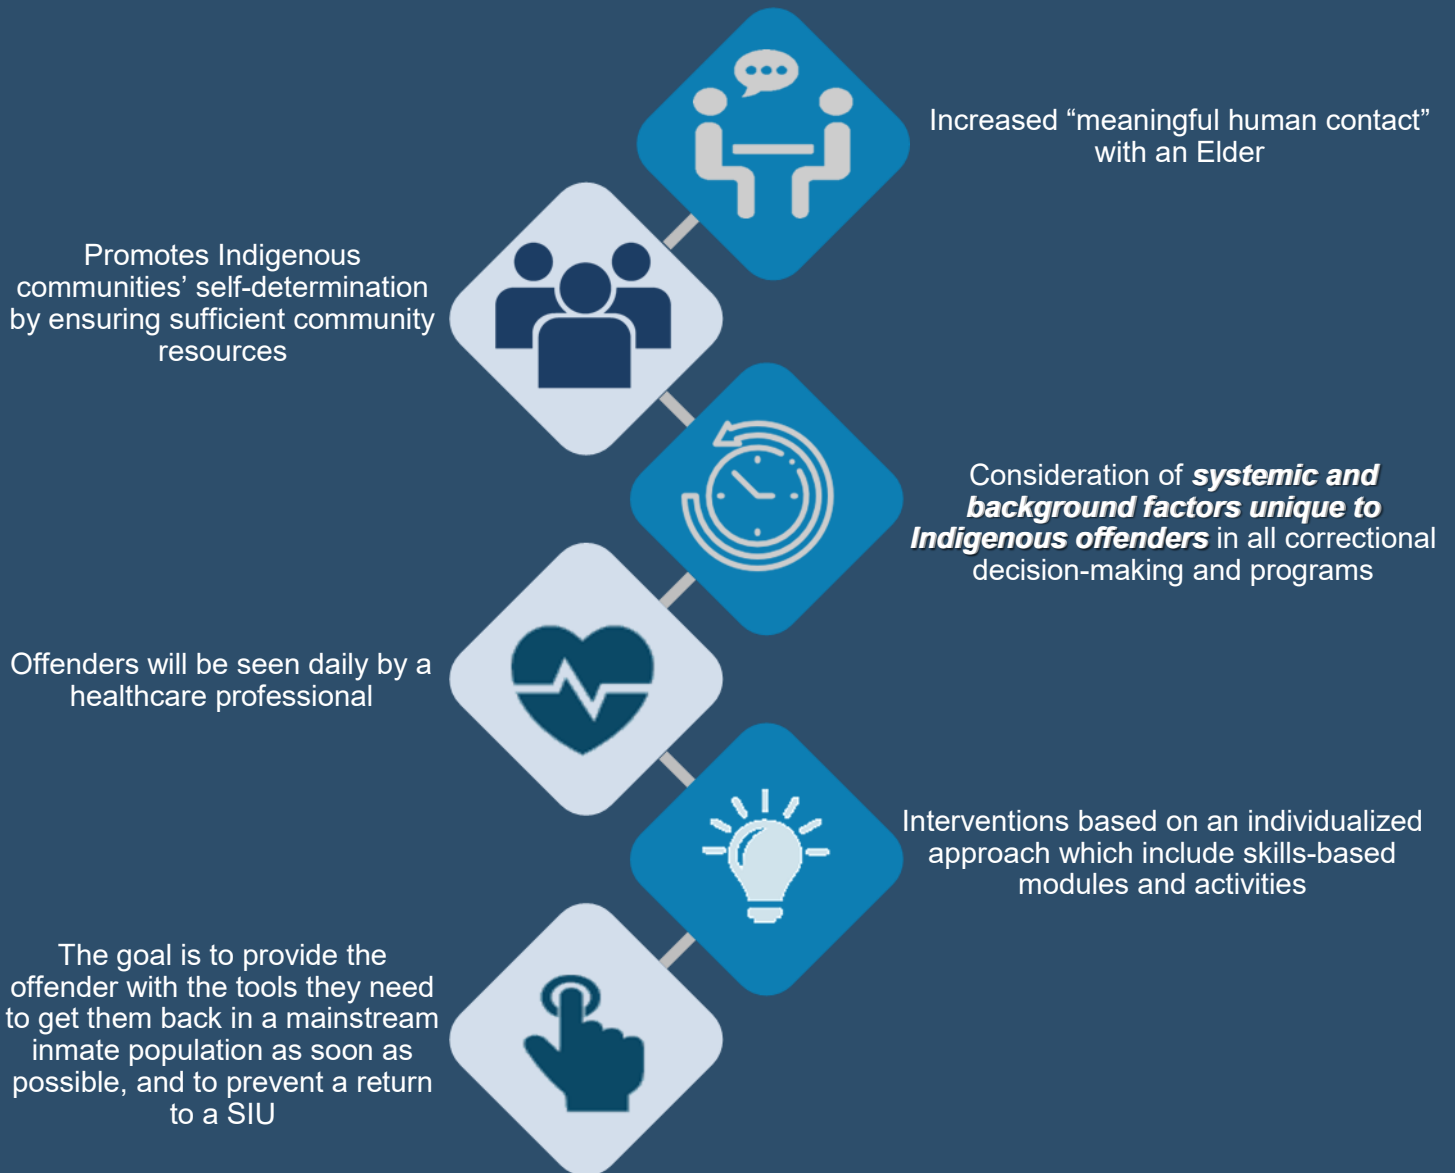 Increased “meaningful human contact”
with an Elder
Promotes Indigenous
communities’ self-determination
by ensuring sufficient community
resources
Consideration of systemic and
background factors unique to
Indigenous offenders in all correctional
decision-making and programs
Offenders will be seen daily by a
healthcare professional
Interventions based on an individualized
approach which include skills-based
modules and activities
The goal is to provide the
offender with the tools they need
to get them back in a mainstream
inmate population as soon as
possible, and to prevent a return
to a SIU